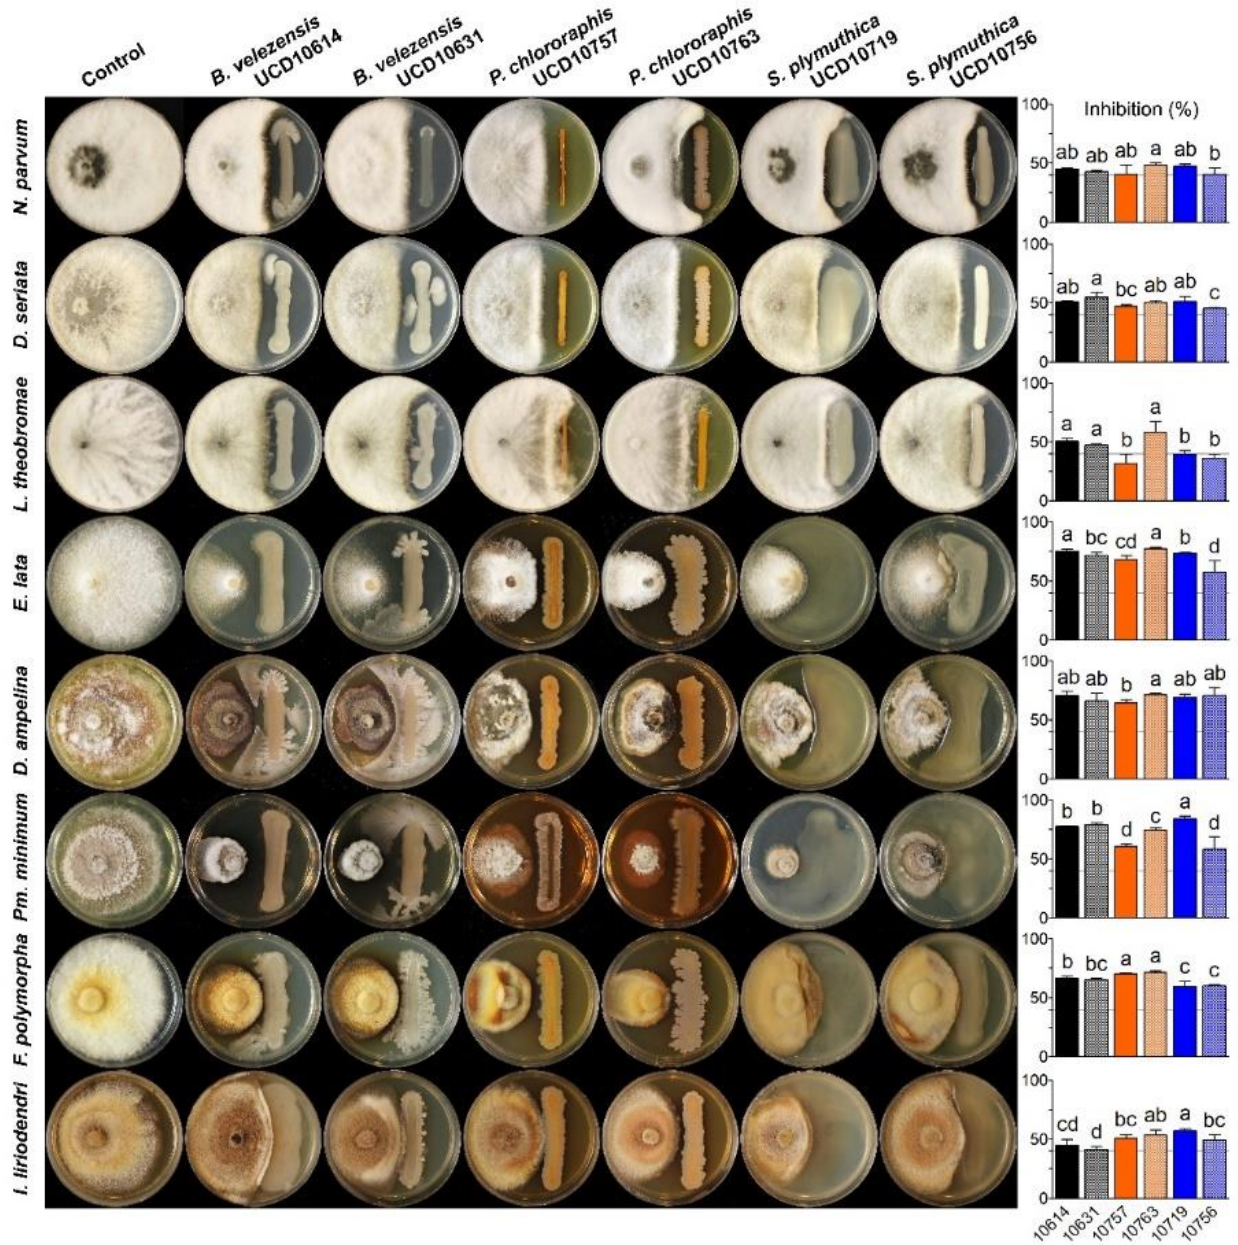 Control
B. velezensis
UCD10614
B. velezensis
UCD10631
P. chlororaphis
UCD10757
P. chlororaphis
UCD10763
S. plymuthica
UCD10719
S. plymuthica
UCD10756
Inhibition (%)
N. parvum
100
50
0
ab ab ab a ab b
D. seriata
100
50
0
ab a bc ab ab c
L. theobromae
100
50
0
a a b a b b
E. lata
100
50
0
a bc cd a b d
D. ampelina
100
50
0
ab ab b a ab ab
Pm. minimum
100
50
0
b b d c a d
F. polymorpha
100
50
0
b bc a a c c
I. liriodendri
100
50
0
cd d bc ab a bc
10614
10631
10757
10763
10719
10756